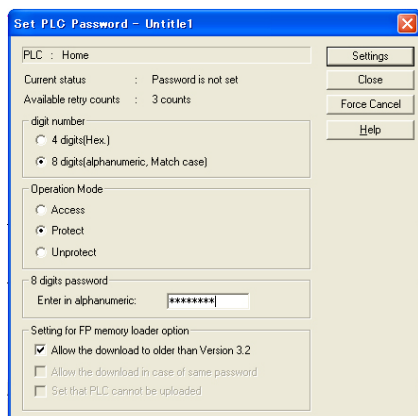 Set PLC Password - Untitle1
PLC : Home
Settings
Current status : Password is not set
Close
Available retry counts : 3 counts
Force Cancel
digit number
Help
4 digits(Hex.)
8 digits(alphanumeric, Match case)
Operation Mode
Access
Protect
Unprotect
8 digits password
Enter in alphanumeric: ********
Setting for FP memory loader option
Allow the download to older than Version 3.2
Allow the download in case of same password
Set that PLC cannot be uploaded